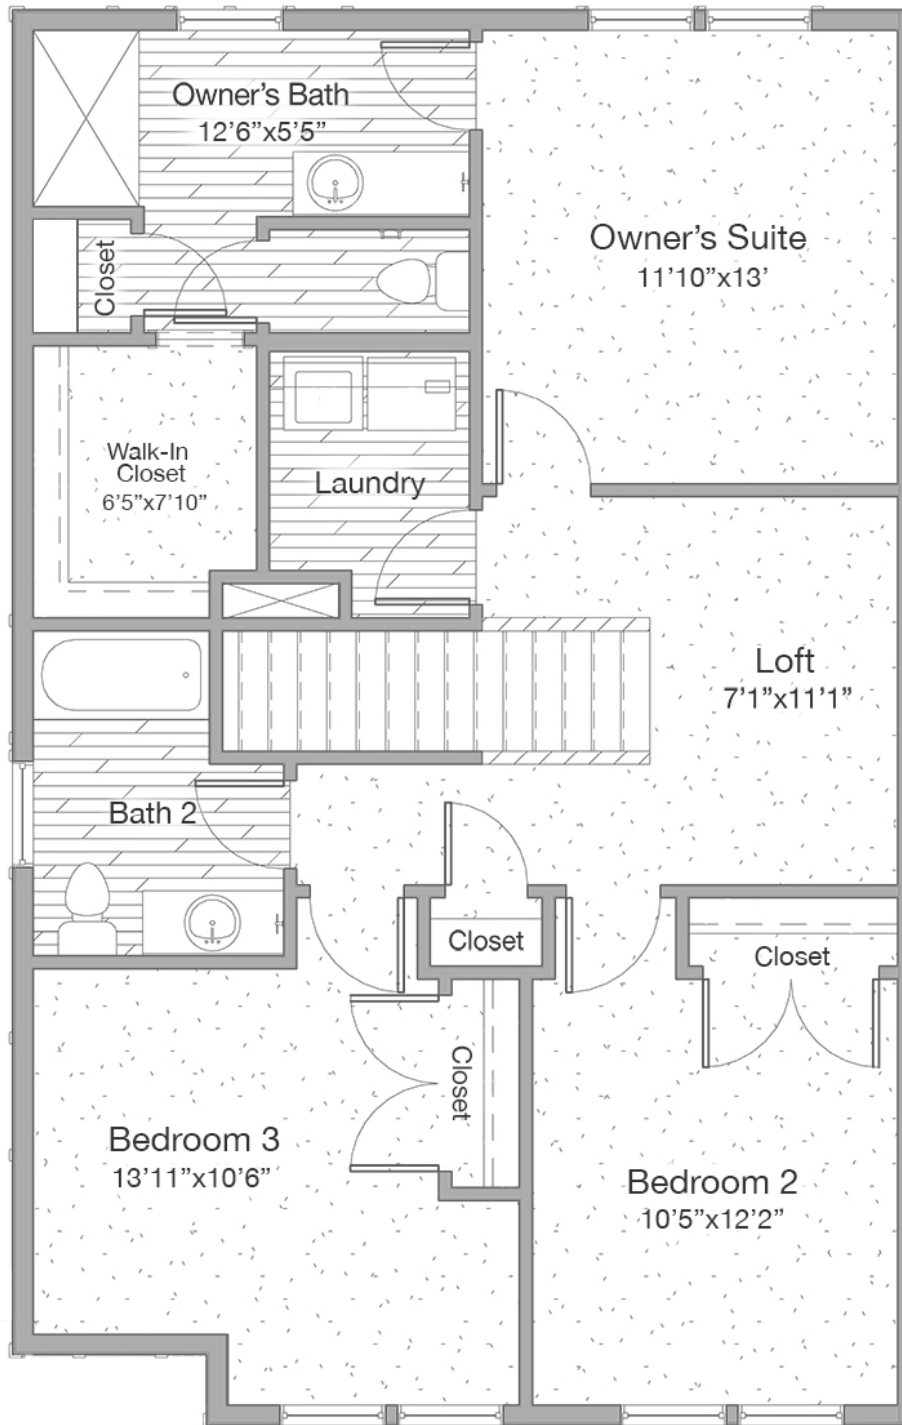 Owner's Bath
12'6"x5'5"
Owner's Suite
11'10"x13'
Closet
Walk-In
Closet
6'5"x7'10"
Laundry
Loft
7'1"x11'1"
Bath 2
Closet
Closet
Closet
Bedroom 3
13'11"x10'6"
Bedroom 2
10'5"x12'2"